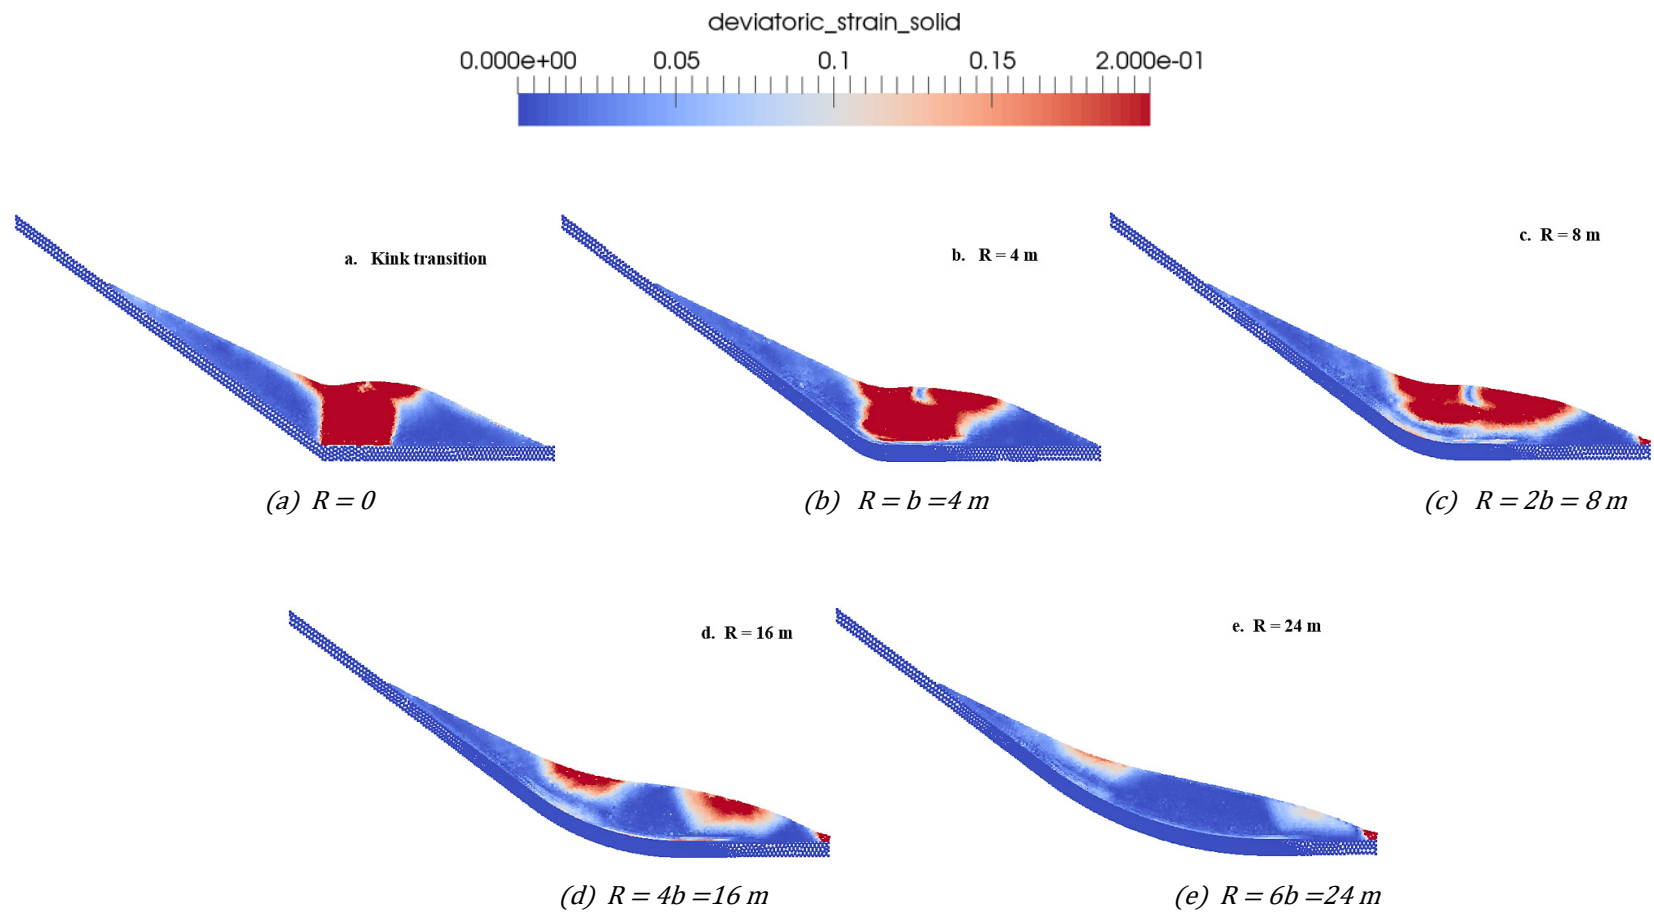 deviatoric_strain_solid
0.000e+00 0.05 0.1 0.15 2.000e-01
a. Kink transition
b. R = 4 m
c. R = 8 m
(a) R = 0
(b) R = b =4 m
(c) R = 2b = 8 m
d. R = 16 m
e. R = 24 m
(d) R = 4b =16 m
(e) R = 6b =24 m